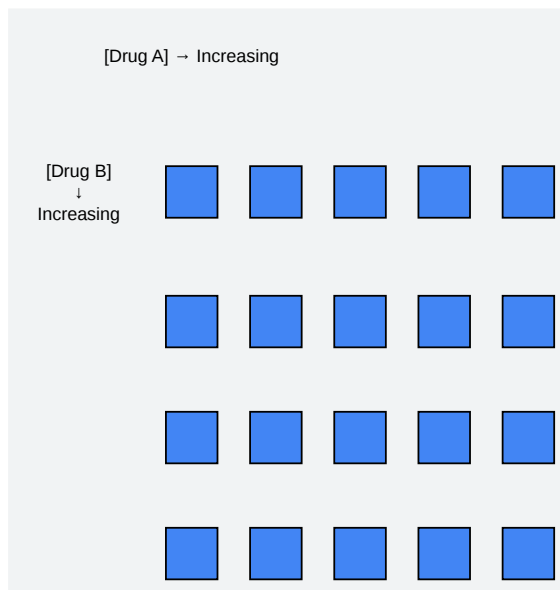 [Drug A] → Increasing
[Drug B]
↓
Increasing